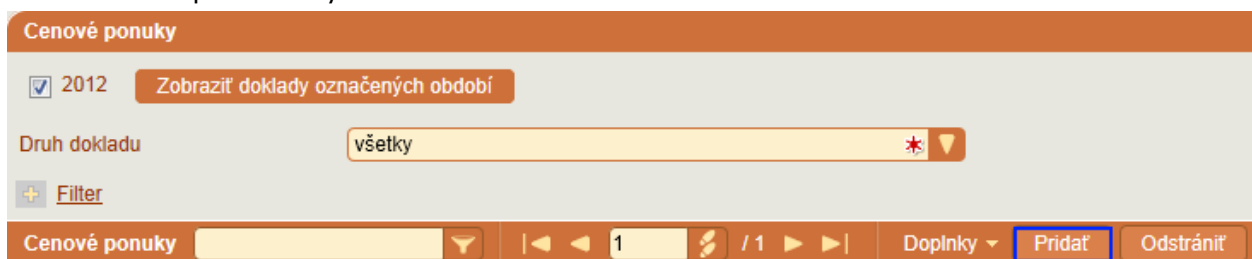 Cenové ponuky
2012 Zobraziť doklady označených období
Druh dokladu všetky
Filter
Cenové ponuky 1 / 1 Doplnky Pridať Odstrániť